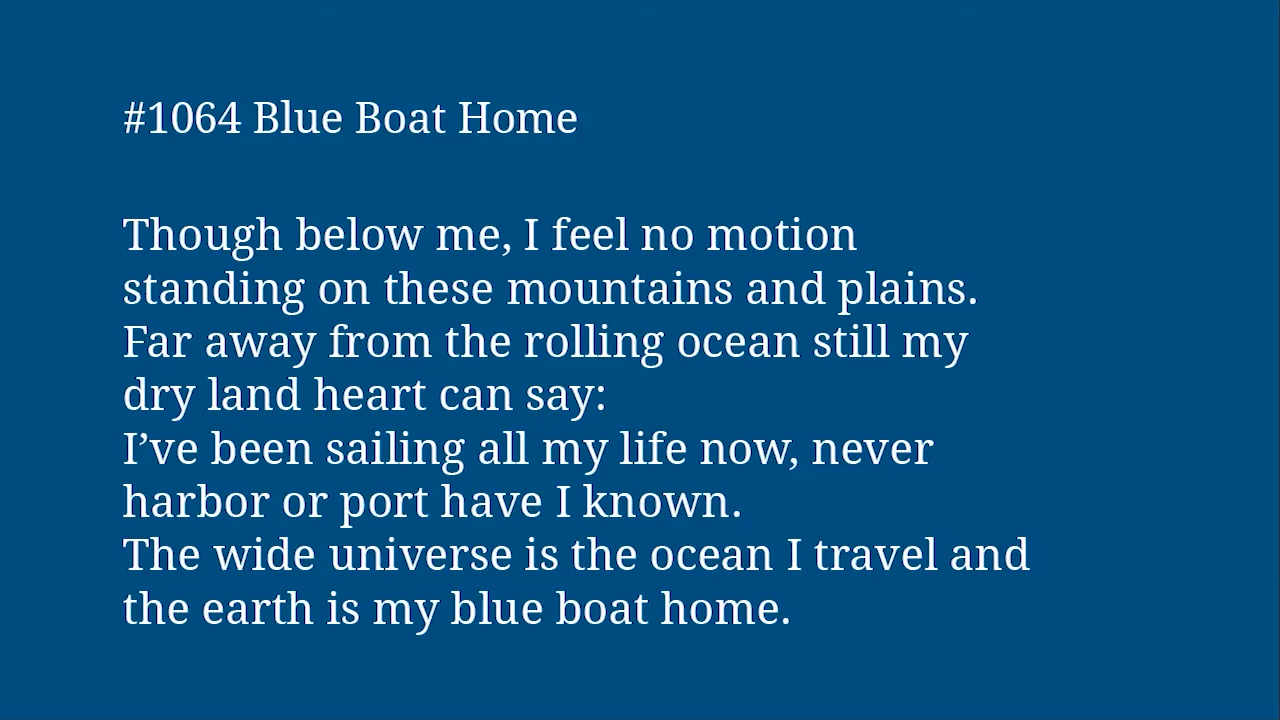 #1064 Blue Boat Home
Though below me, I feel no motion
standing on these mountains and plains.
Far away from the rolling ocean still my
dry land heart can say:
I’ve been sailing all my life now, never
harbor or port have I known.
The wide universe is the ocean I travel and
the earth is my blue boat home.